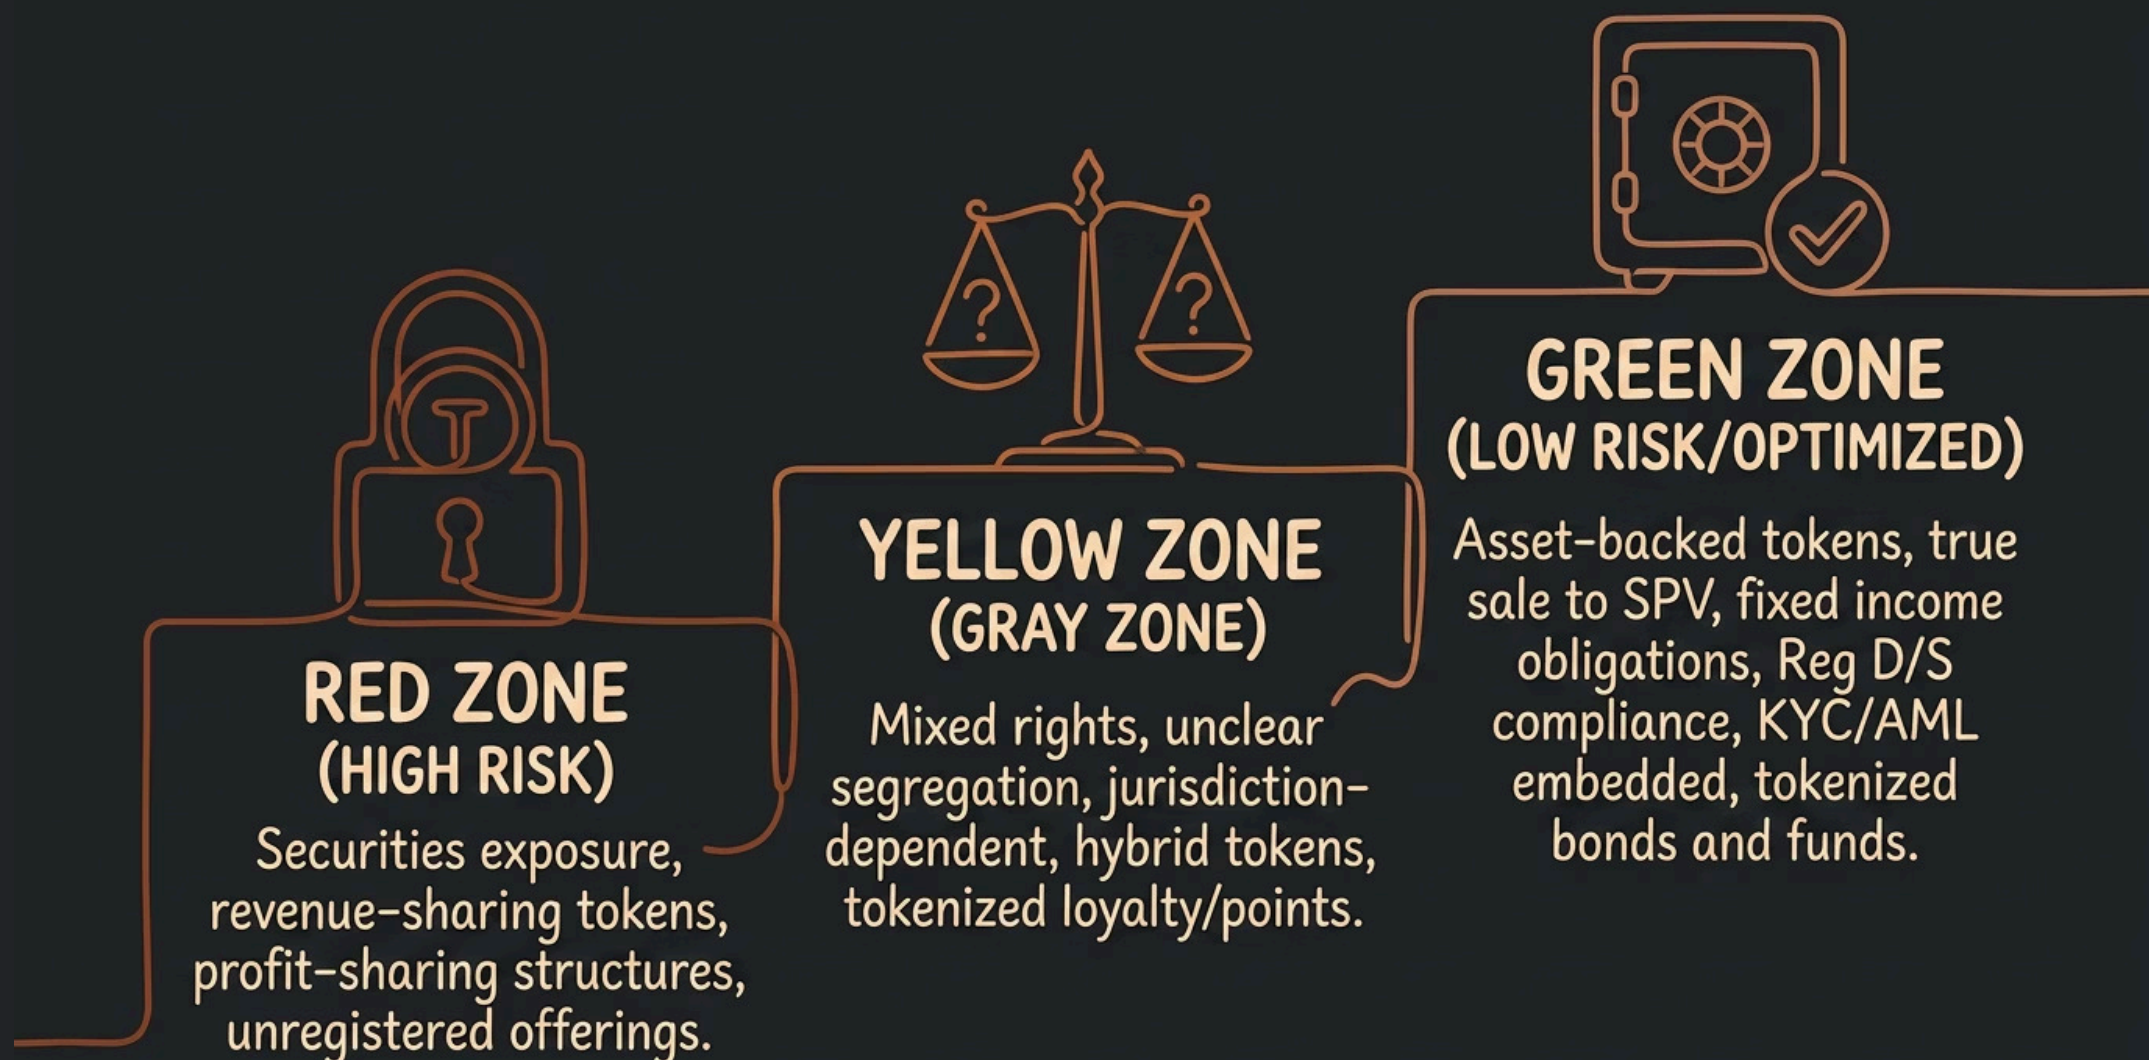 T
RED ZONE
(HIGH RISK)
Securities exposure,
revenue-sharing tokens,
profit-sharing structures,
unregistered offerings.
? ?
YELLOW ZONE
(GRAY ZONE)
Mixed rights, unclear
segregation, jurisdiction-
dependent, hybrid tokens,
tokenized loyalty/points.
GREEN ZONE
(LOW RISK/OPTIMIZED)
Asset-backed tokens, true
sale to SPV, fixed income
obligations, Reg D/S
compliance, KYC/AML
embedded, tokenized
bonds and funds.